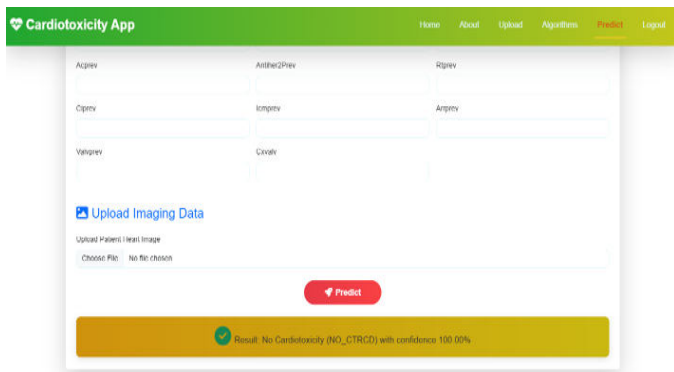 Cardiotoxicity App
Home About Upload Algorithms Predict Logout
Acprev Antiher2Prev Rtprev
Ciprev Icmprev Arrprev
Valvprev Cxvalv
Upload Imaging Data
Upload Patient Heart Image
Choose File No file chosen
Predict
Result: No Cardiotoxicity (NO_CTRCD) with confidence 100.00%